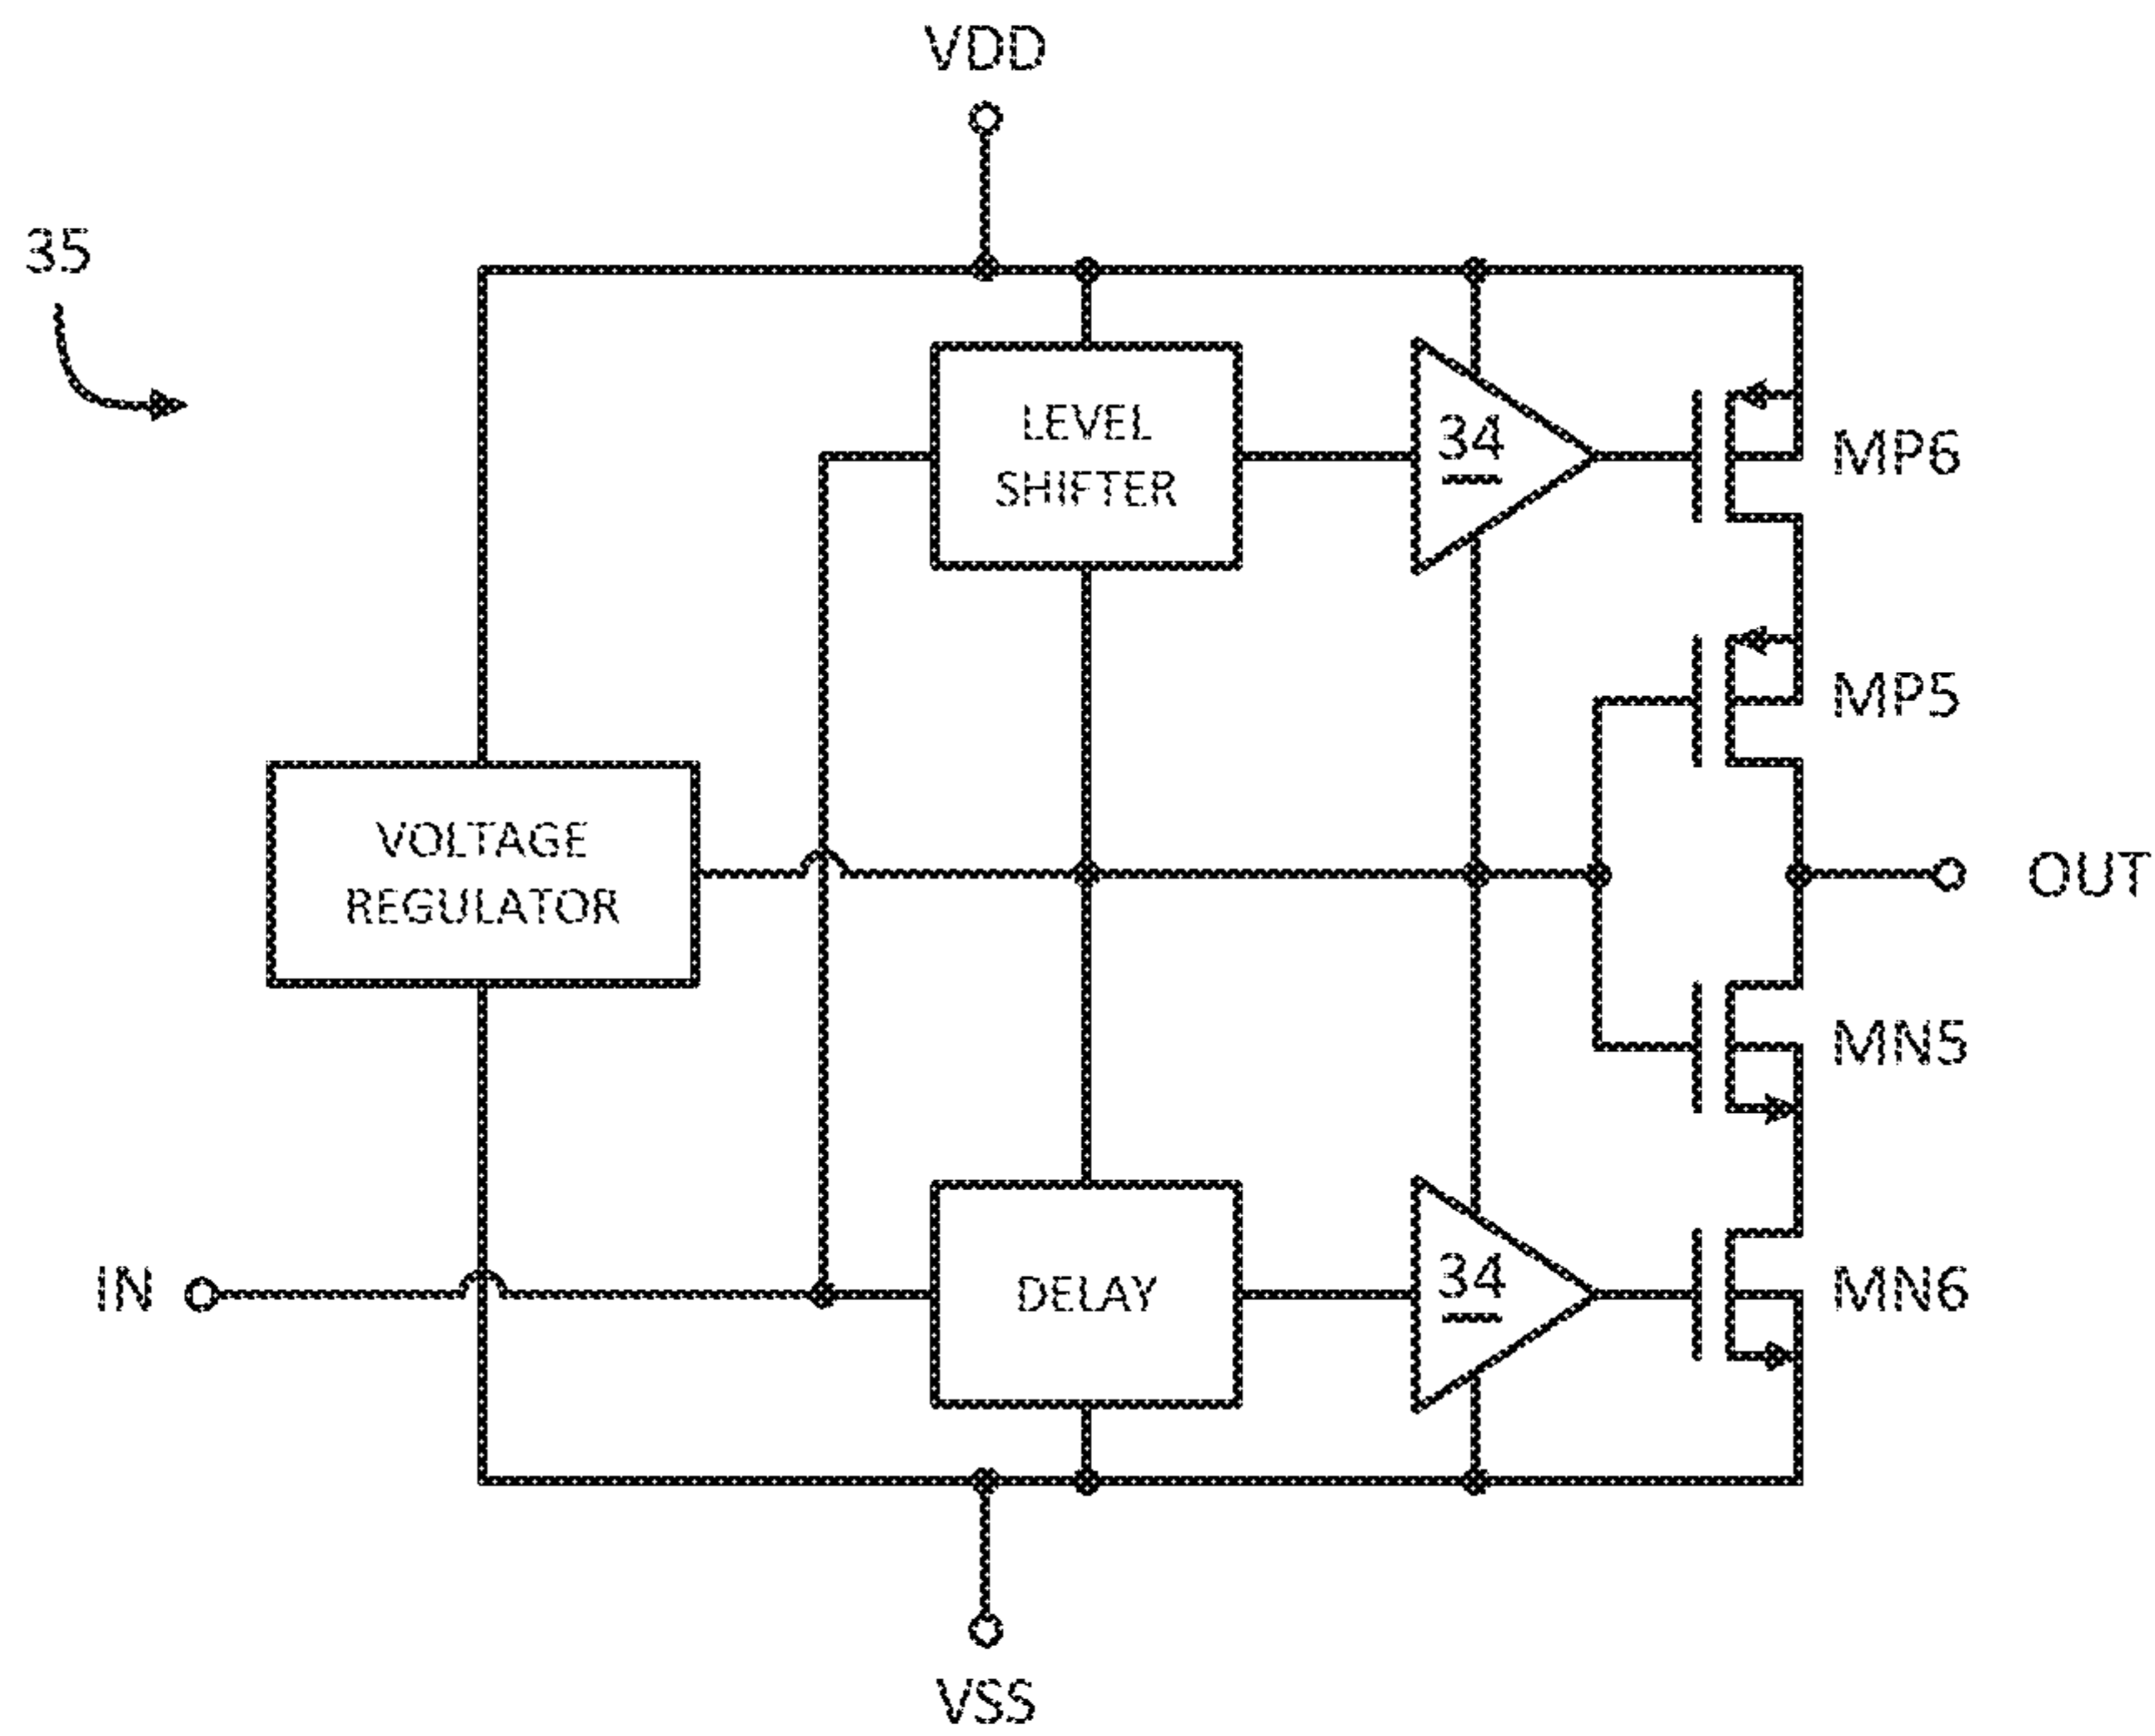 VDD
35
LEVEL
SHIFTER
34
MP6
MP5
VOLTAGE
REGULATOR
OUT
MN5
IN
DELAY
34
MN6
VSS